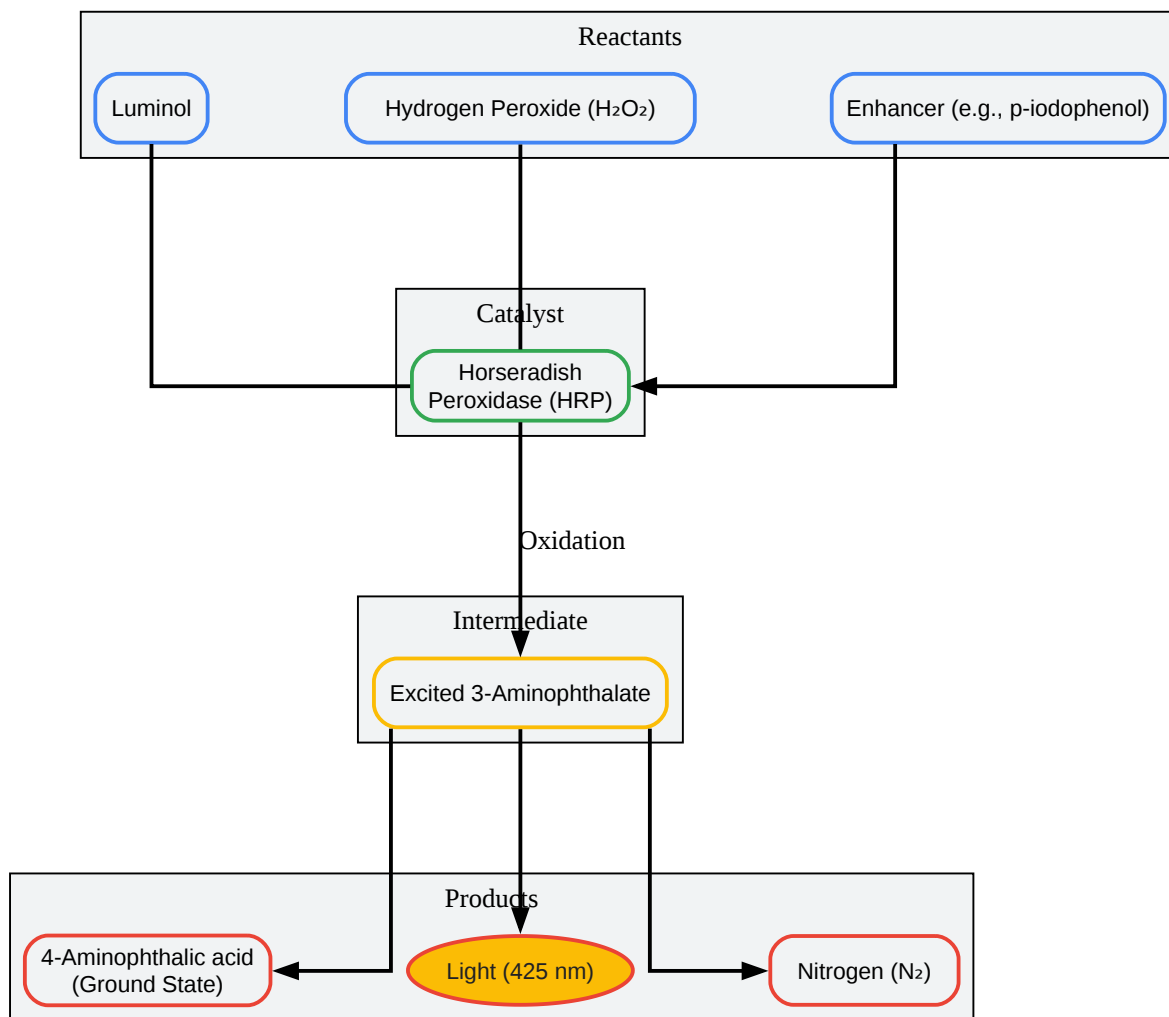 Reactants
Luminol
Hydrogen Peroxide (H₂O₂)
Enhancer (e.g., p-iodophenol)
Catalyst
Horseradish
Peroxidase (HRP)
Oxidation
Intermediate
Excited 3-Aminophthalate
Products
4-Aminophthalic acid
(Ground State)
Light (425 nm)
Nitrogen (N₂)